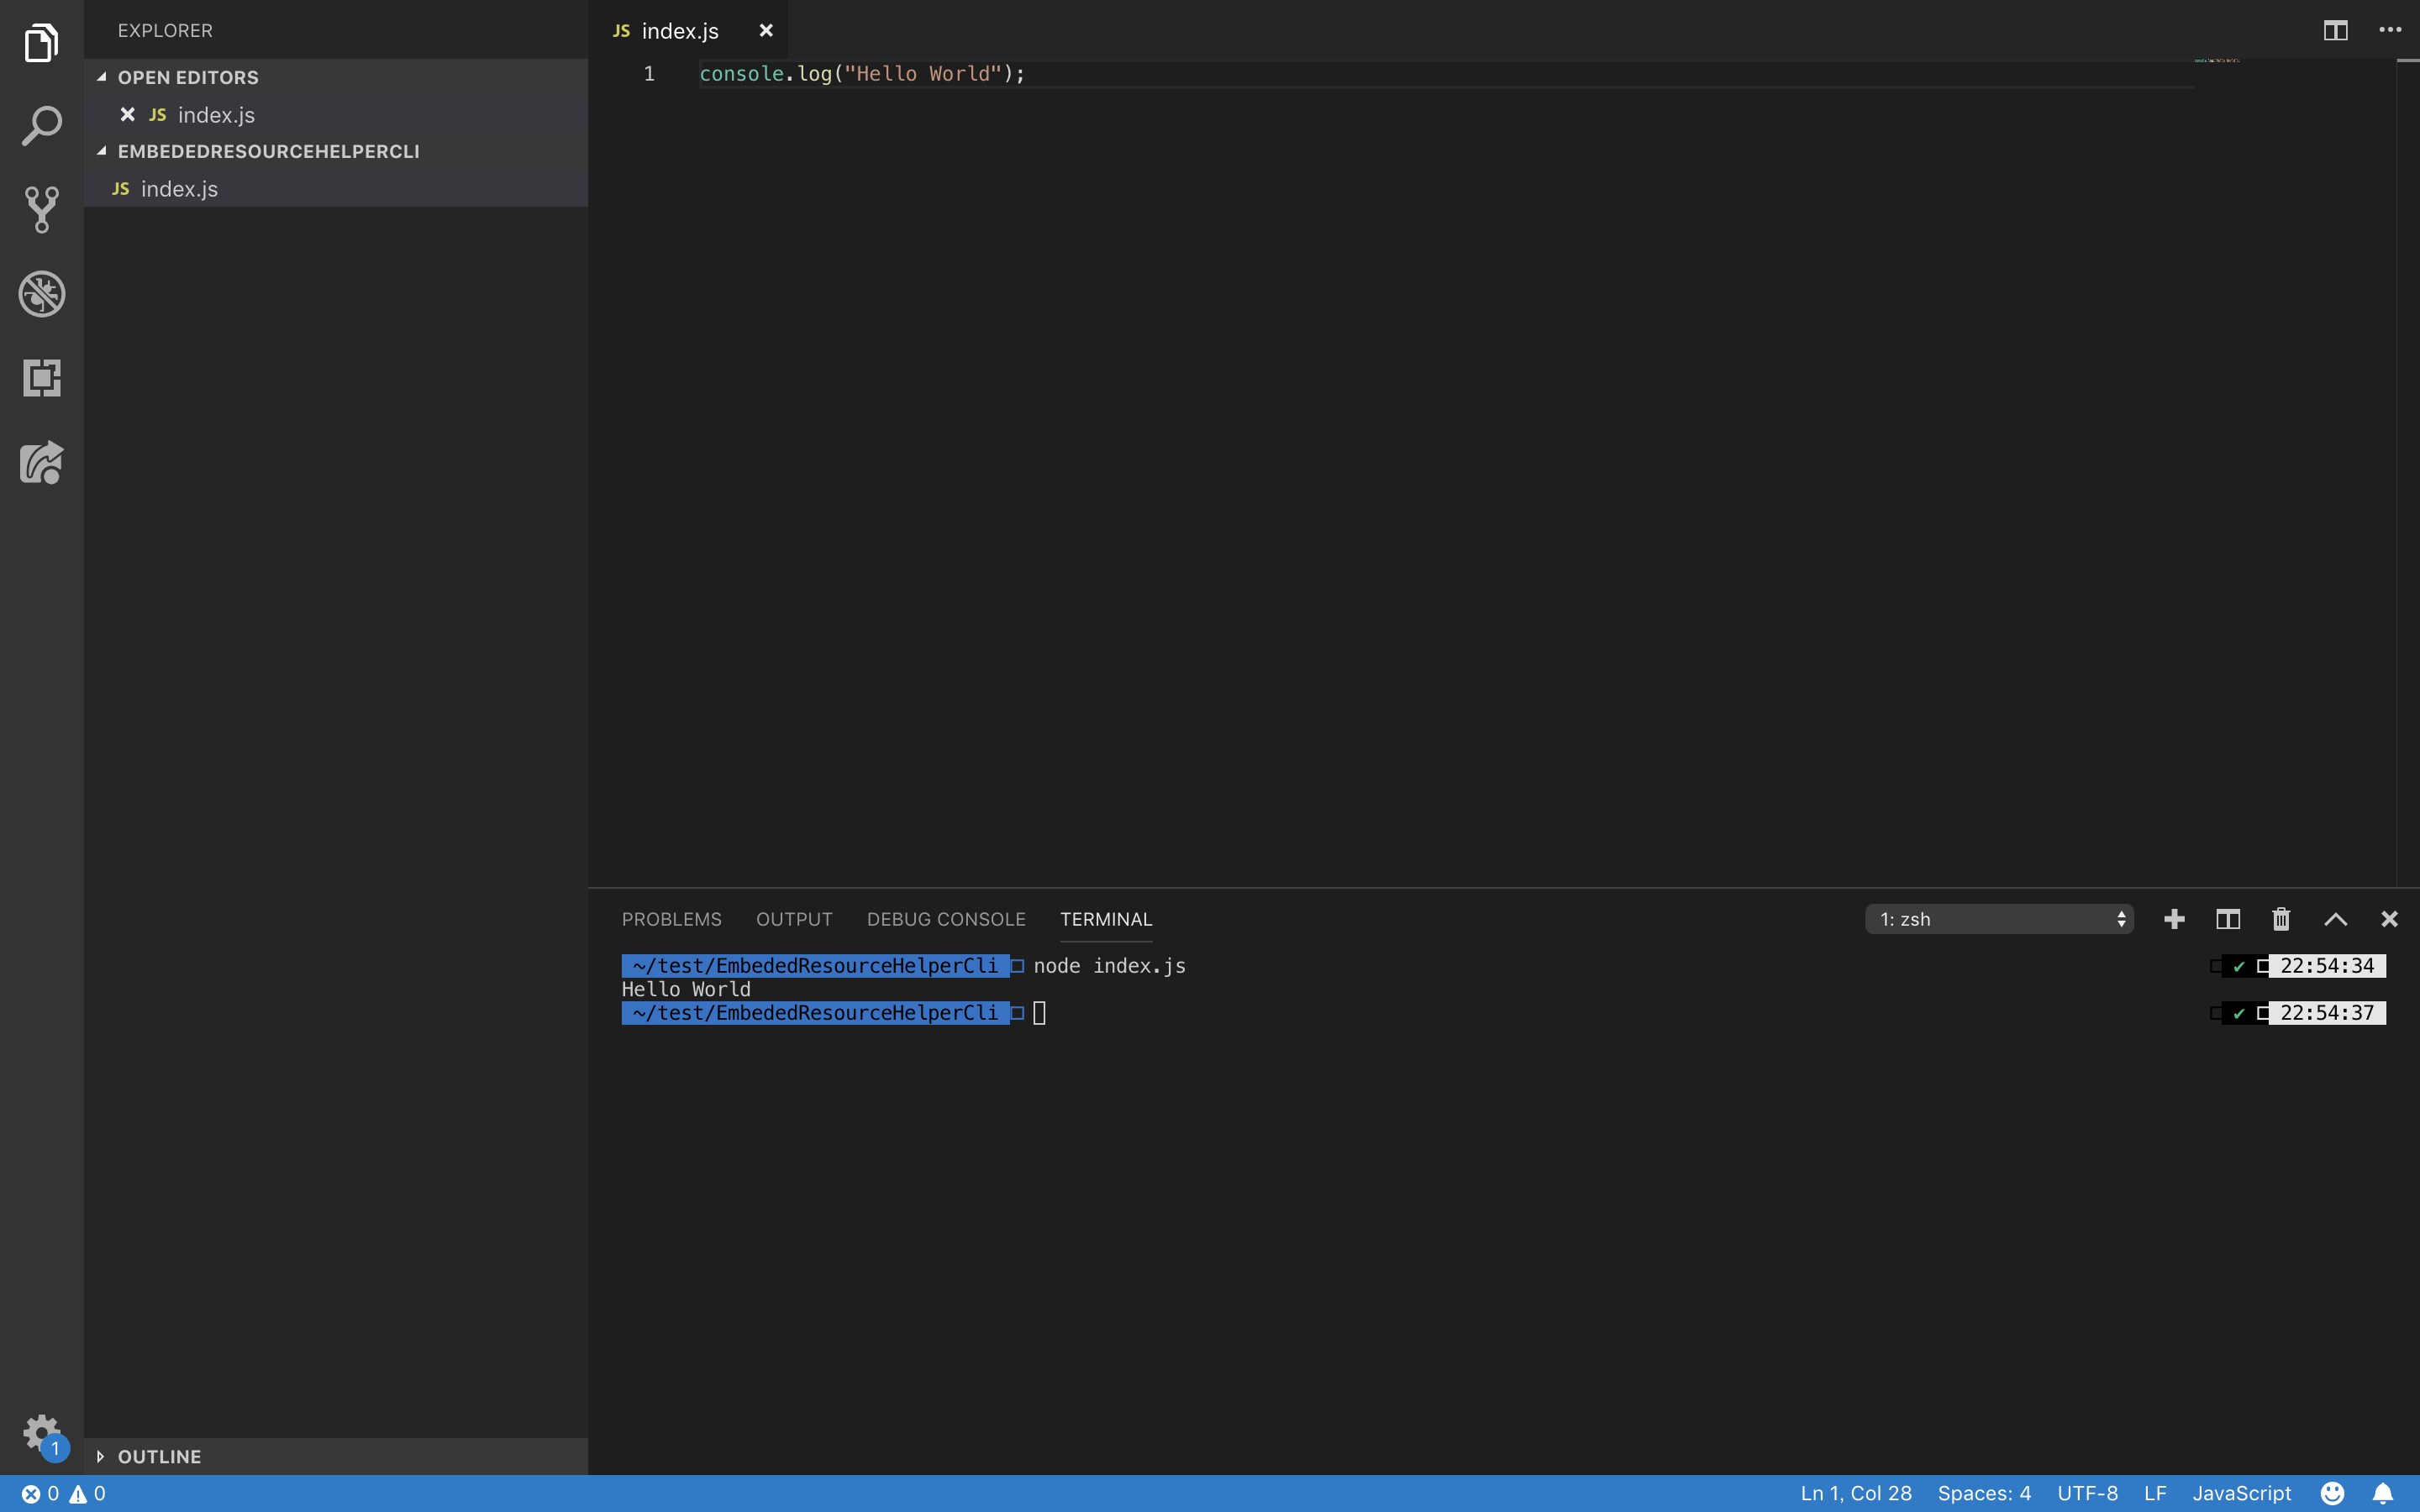 EXPLORER
OPEN EDITORS
JS index.js
EMBEDEDRESOURCEHELPERCLI
JS index.js
OUTLINE
JS index.js
1 console.log("Hello World");
PROBLEMS OUTPUT DEBUG CONSOLE TERMINAL 1: zsh
~/test/EmbededResourceHelperCli node index.js ✔ 22:54:34
Hello World
~/test/EmbededResourceHelperCli ✔ 22:54:37
1
0 0 Ln 1, Col 28 Spaces: 4 UTF-8 LF JavaScript